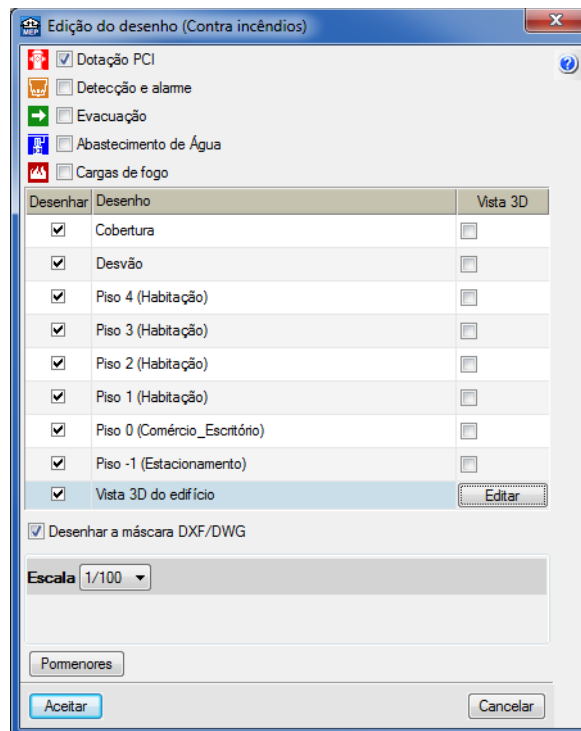 MEP Edição do desenho (Contra incêndios)
Dotação PCI
Detecção e alarme
Evacuação
Abastecimento de Água
Cargas de fogo
Desenhar Desenho Vista 3D
Cobertura
Desvão
Piso 4 (Habitação)
Piso 3 (Habitação)
Piso 2 (Habitação)
Piso 1 (Habitação)
Piso 0 (Comércio_Escritório)
Piso -1 (Estacionamento)
Vista 3D do edifício Editar
Desenhar a máscara DXF/DWG
Escala 1/100
Pormenores
Aceitar Cancelar